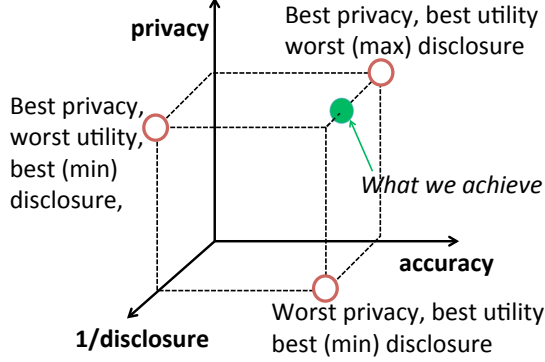 privacy
Best privacy, best utility
worst (max) disclosure
Best privacy,
worst utility,
best (min)
disclosure,
What we achieve
accuracy
1/disclosure
Worst privacy, best utility
best (min) disclosure